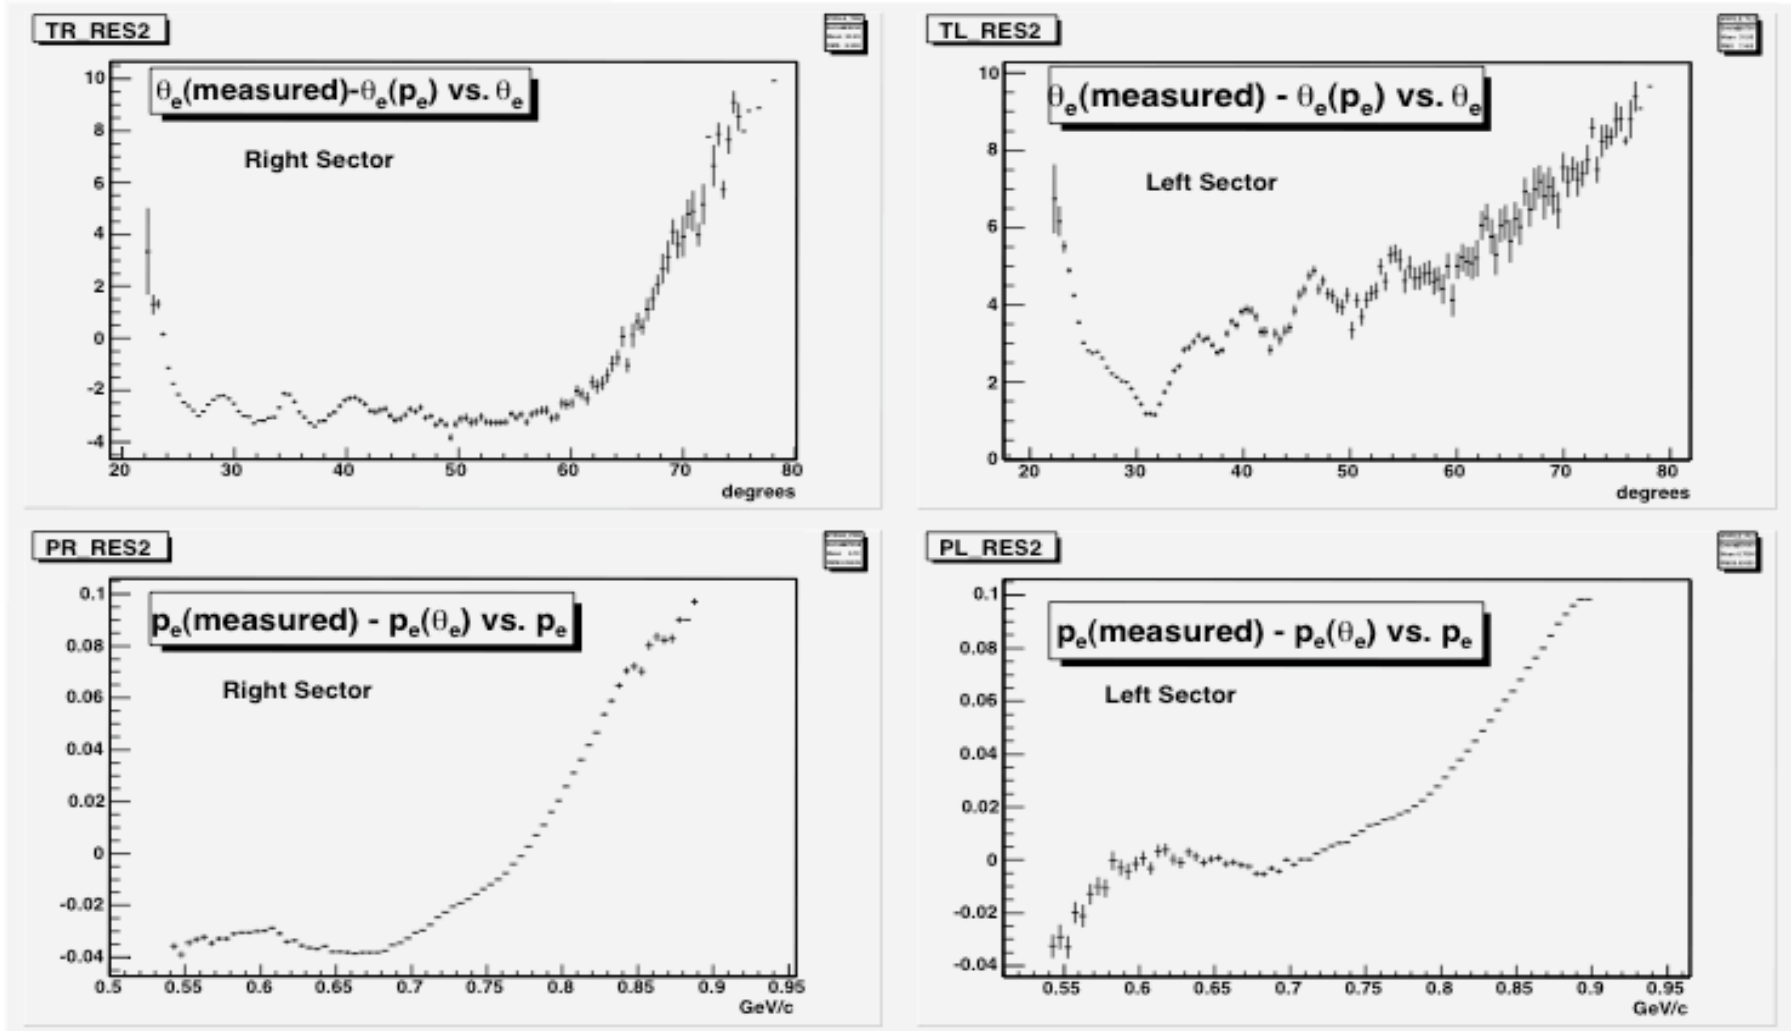 TR_RES2
θe(measured)-θe(pe) vs. θe
Right Sector
10
8
6
4
2
0
-2
-4
20 30 40 50 60 70 80
degrees
TL_RES2
θe(measured) - θe(pe) vs. θe
Left Sector
10
8
6
4
2
0
20 30 40 50 60 70 80
degrees
PR_RES2
pe(measured) - pe(θe) vs. pe
Right Sector
0.1
0.08
0.06
0.04
0.02
0
-0.02
-0.04
0.5 0.55 0.6 0.65 0.7 0.75 0.8 0.85 0.9 0.95
GeV/c
PL_RES2
pe(measured) - pe(θe) vs. pe
Left Sector
0.1
0.08
0.06
0.04
0.02
0
-0.02
-0.04
0.55 0.6 0.65 0.7 0.75 0.8 0.85 0.9 0.95
GeV/c